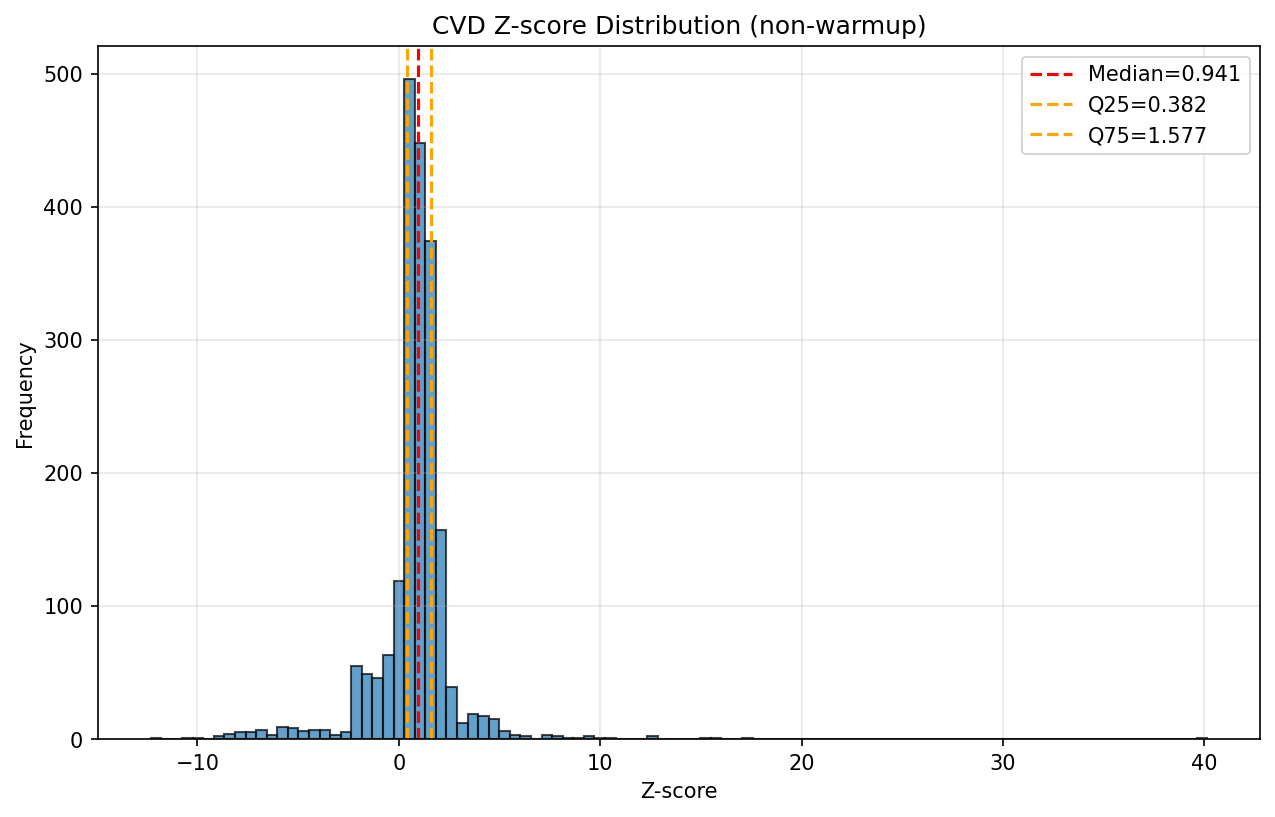 CVD Z-score Distribution (non-warmup)
Median=0.941
Q25=0.382
Q75=1.577
500
400
300
200
100
0
Frequency
−10
0
10
20
30
40
Z-score